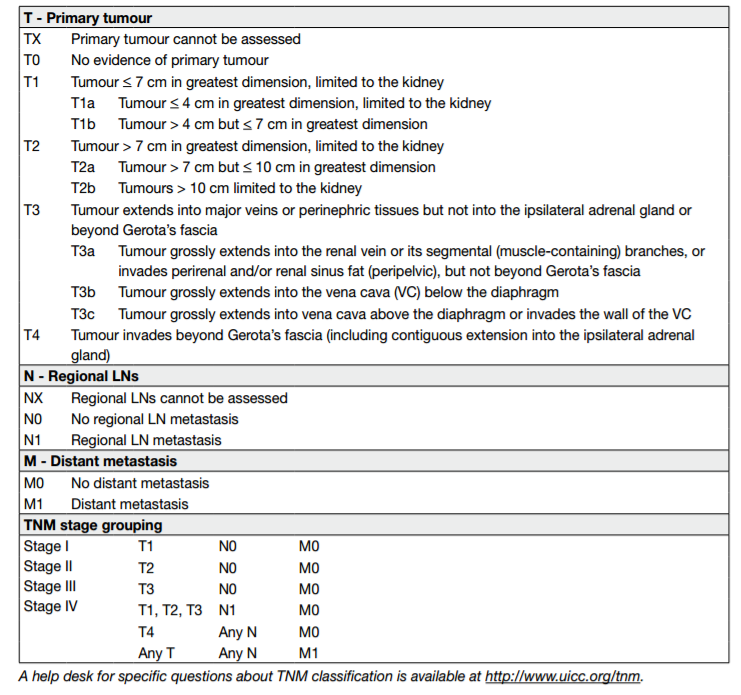 T - Primary tumour
TX Primary tumour cannot be assessed
T0 No evidence of primary tumour
T1 Tumour ≤ 7 cm in greatest dimension, limited to the kidney
T1a Tumour ≤ 4 cm in greatest dimension, limited to the kidney
T1b Tumour > 4 cm but ≤ 7 cm in greatest dimension
T2 Tumour > 7 cm in greatest dimension, limited to the kidney
T2a Tumour > 7 cm but ≤ 10 cm in greatest dimension
T2b Tumours > 10 cm limited to the kidney
T3 Tumour extends into major veins or perinephric tissues but not into the ipsilateral adrenal gland or
beyond Gerota’s fascia
T3a Tumour grossly extends into the renal vein or its segmental (muscle-containing) branches, or
invades perirenal and/or renal sinus fat (peripelvic), but not beyond Gerota’s fascia
T3b Tumour grossly extends into the vena cava (VC) below the diaphragm
T3c Tumour grossly extends into vena cava above the diaphragm or invades the wall of the VC
T4 Tumour invades beyond Gerota’s fascia (including contiguous extension into the ipsilateral adrenal
gland)
N - Regional LNs
NX Regional LNs cannot be assessed
N0 No regional LN metastasis
N1 Regional LN metastasis
M - Distant metastasis
M0 No distant metastasis
M1 Distant metastasis
TNM stage grouping
Stage I T1 N0 M0
Stage II T2 N0 M0
Stage III T3 N0 M0
Stage IV T1, T2, T3 N1 M0
T4 Any N M0
Any T Any N M1
A help desk for specific questions about TNM classification is available at http://www.uicc.org/tnm.